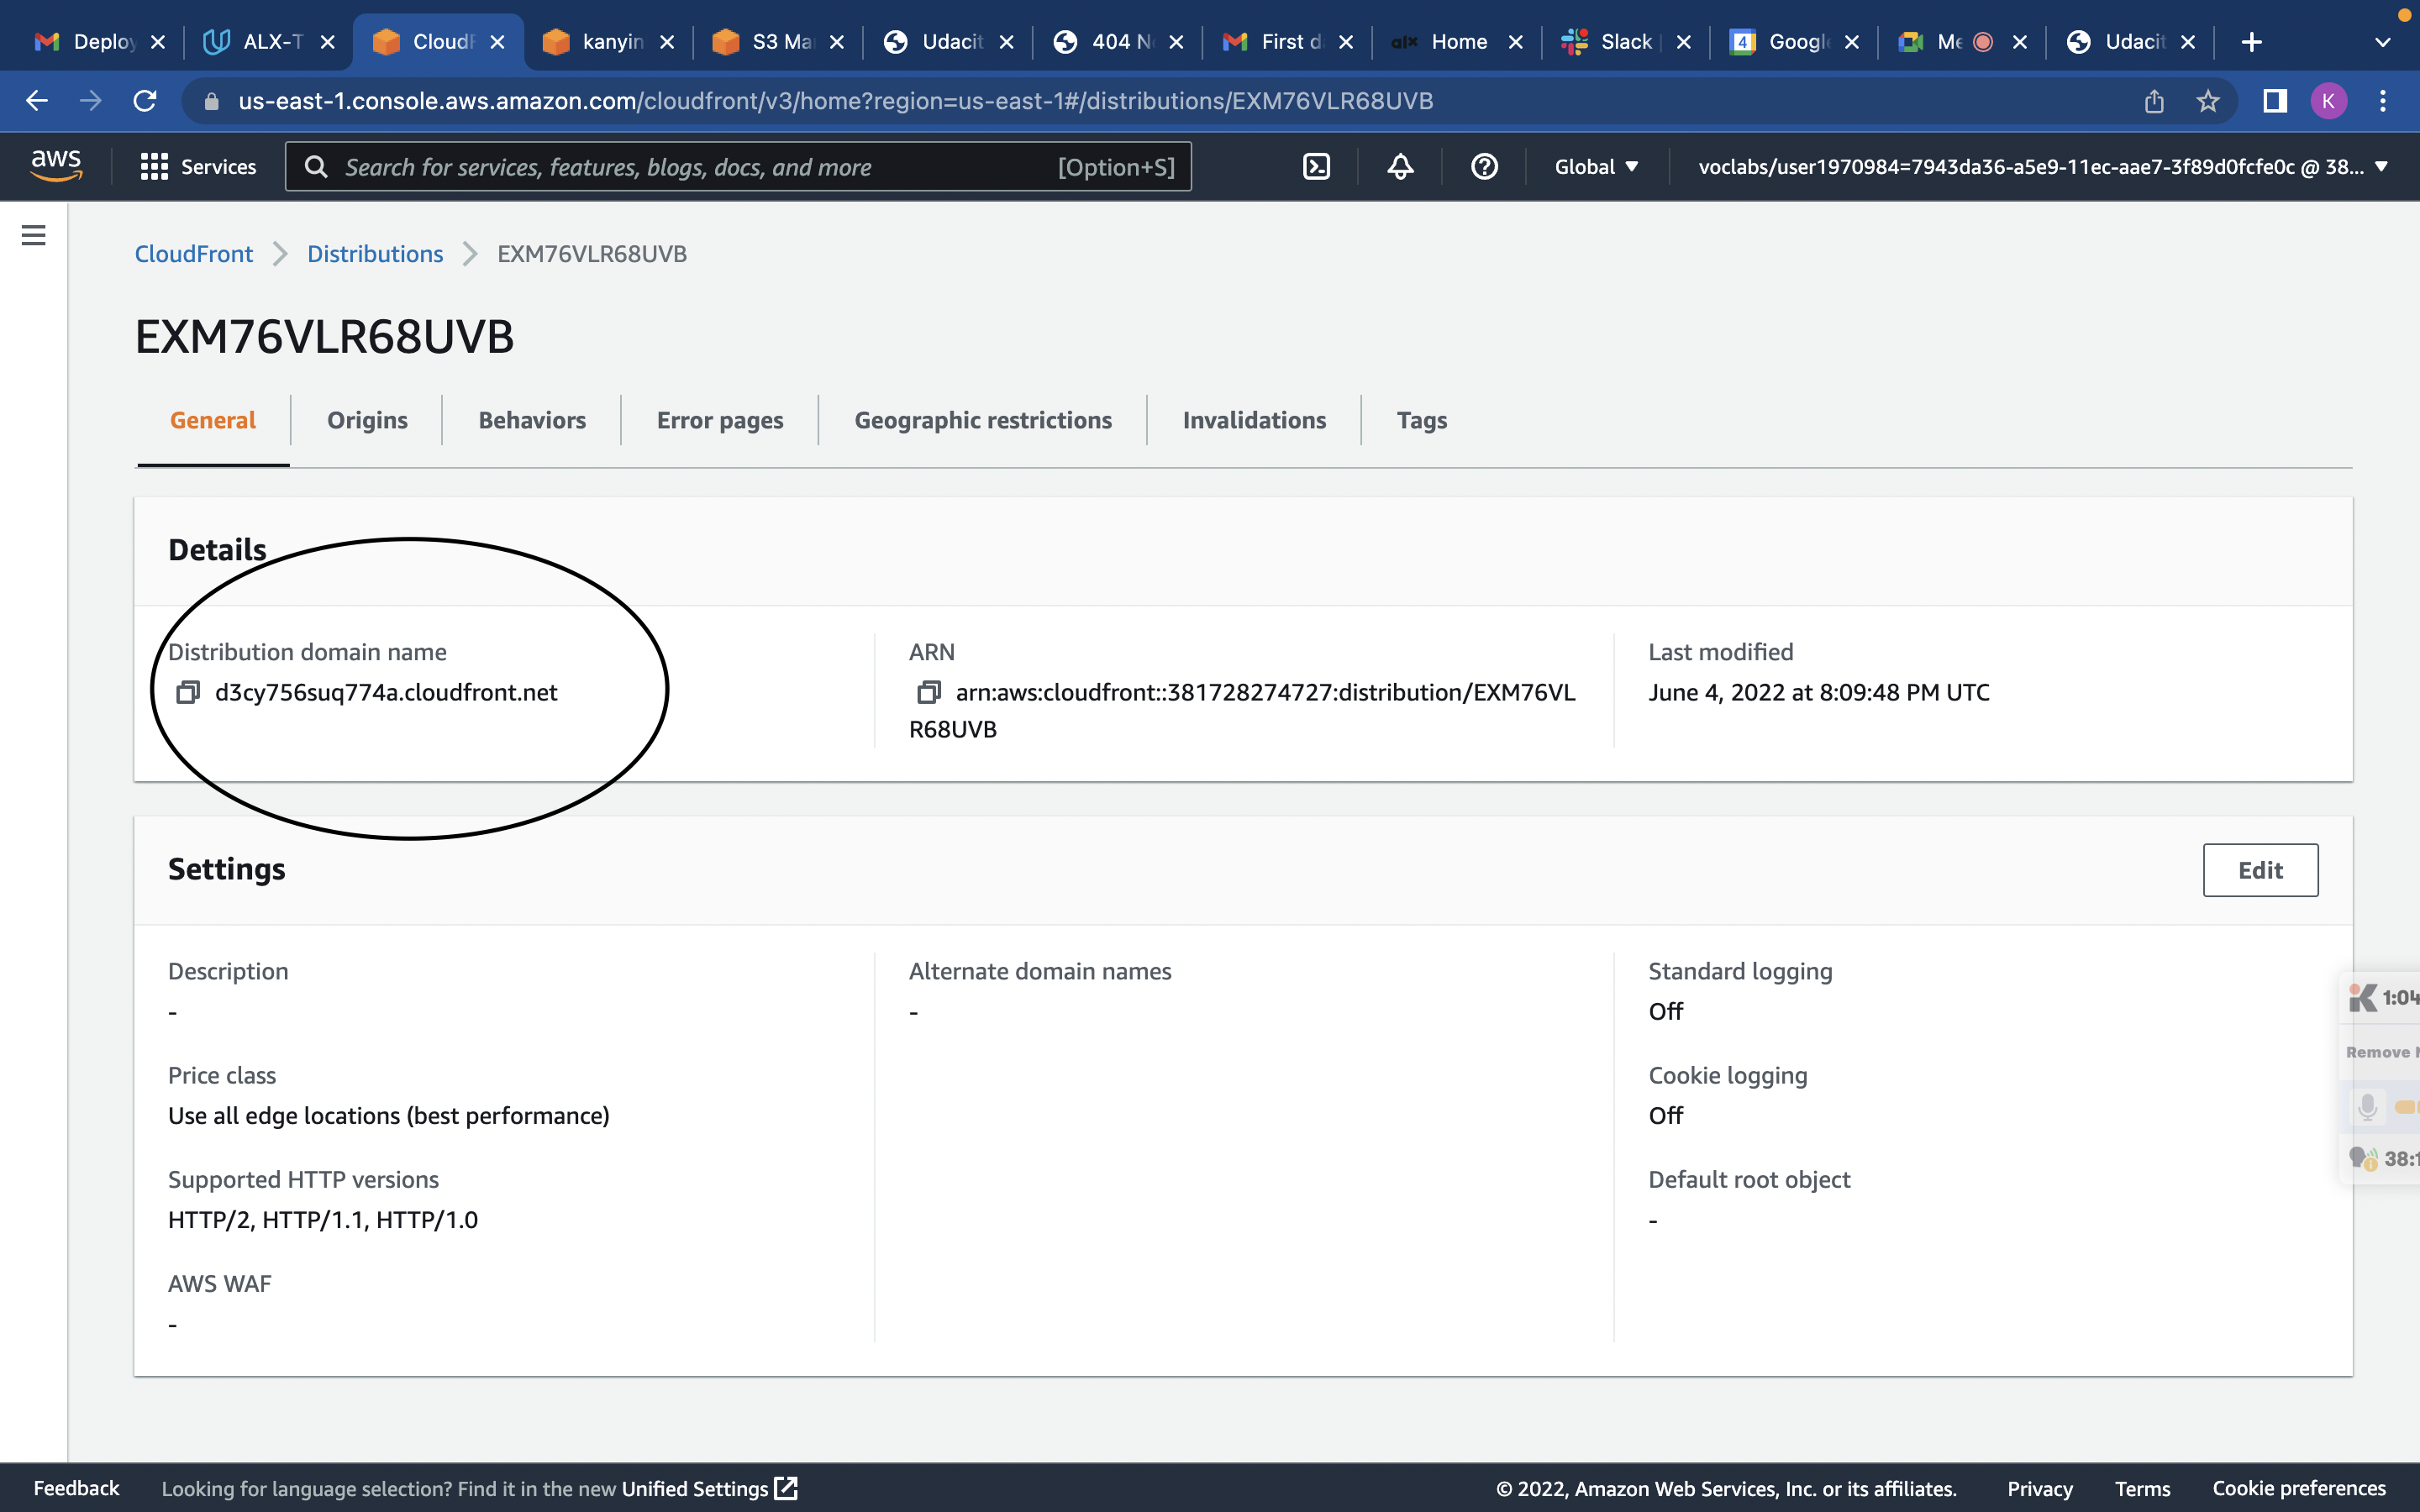 Deploy
ALX-T
CloudF
kanyin
S3 Ma
Udacit
404 N
First d
alx Home
Slack
4 Google
Me
Udacit
us-east-1.console.aws.amazon.com/cloudfront/v3/home?region=us-east-1#/distributions/EXM76VLR68UVB
K
aws
Services
Search for services, features, blogs, docs, and more
[Option+S]
Global
voclabs/user1970984=7943da36-a5e9-11ec-aae7-3f89d0fcfe0c @ 38...
CloudFront
Distributions
EXM76VLR68UVB
EXM76VLR68UVB
General
Origins
Behaviors
Error pages
Geographic restrictions
Invalidations
Tags
Details
Distribution domain name
d3cy756suq774a.cloudfront.net
ARN
arn:aws:cloudfront::381728274727:distribution/EXM76VL
R68UVB
Last modified
June 4, 2022 at 8:09:48 PM UTC
Settings
Edit
Description
-
Price class
Use all edge locations (best performance)
Supported HTTP versions
HTTP/2, HTTP/1.1, HTTP/1.0
AWS WAF
-
Alternate domain names
-
Standard logging
Off
Cookie logging
Off
Default root object
-
1:04
Remove
38:1
Feedback
Looking for language selection? Find it in the new Unified Settings
© 2022, Amazon Web Services, Inc. or its affiliates.
Privacy
Terms
Cookie preferences